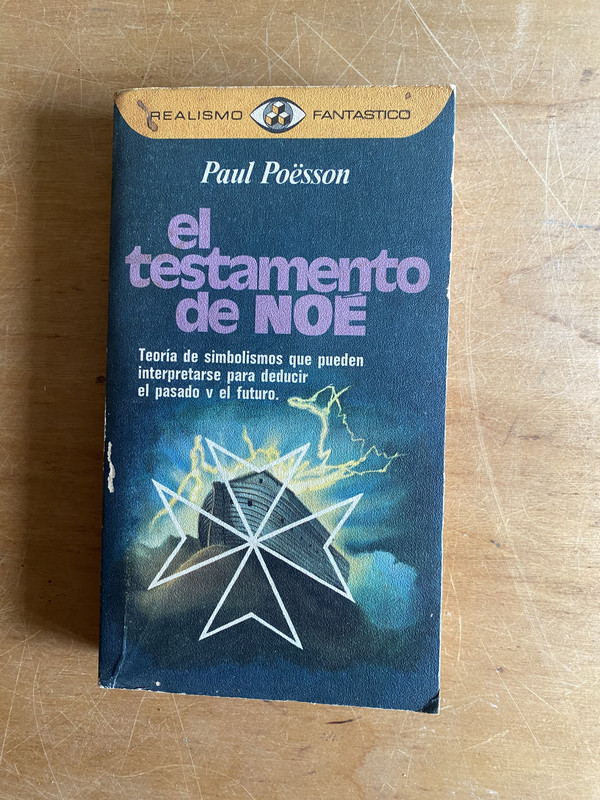 REALISMO FANTASTICO
Paul Poësson
el
testamento
de NOÉ
Teoría de simbolismos que pueden
interpretarse para deducir
el pasado y el futuro.